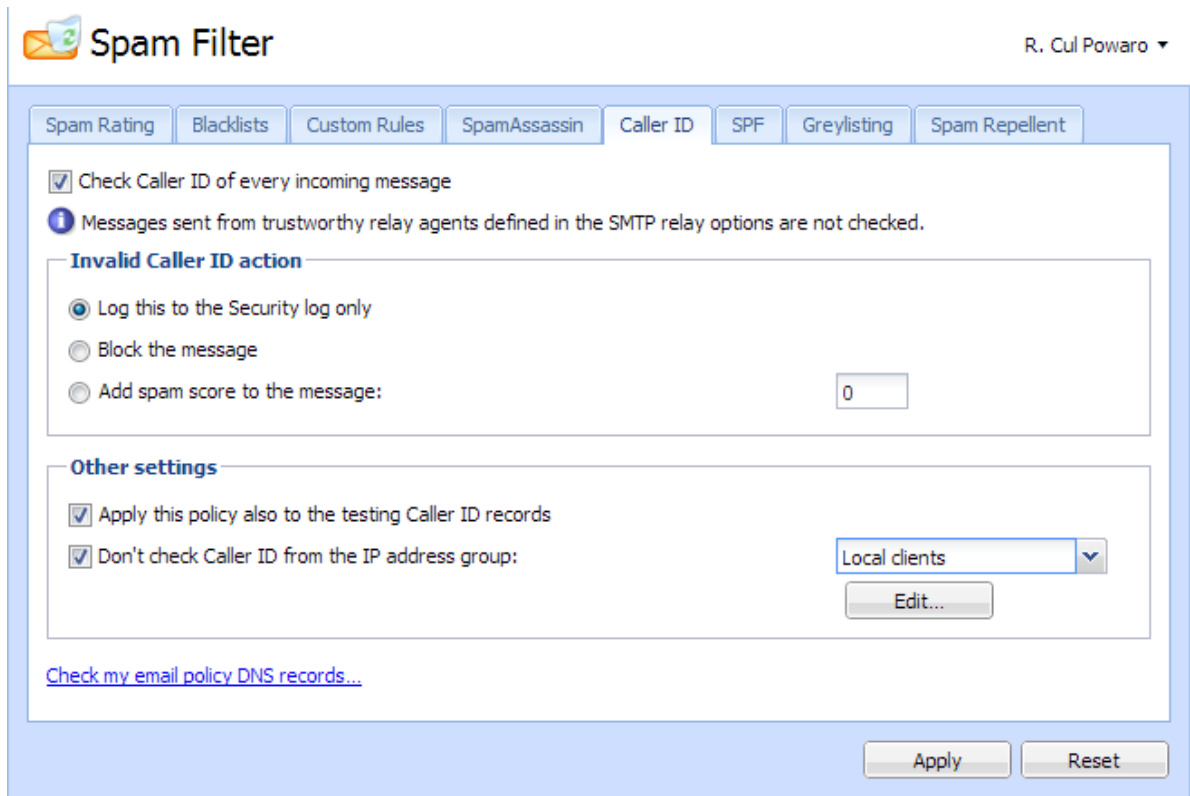 Spam Filter
R. Cul Powaro
Spam Rating Blacklists Custom Rules SpamAssassin Caller ID SPF Greylisting Spam Repellent
Check Caller ID of every incoming message
Messages sent from trustworthy relay agents defined in the SMTP relay options are not checked.
Invalid Caller ID action
Log this to the Security log only
Block the message
Add spam score to the message: 0
Other settings
Apply this policy also to the testing Caller ID records
Don't check Caller ID from the IP address group: Local clients
Edit...
Check my email policy DNS records...
Apply Reset